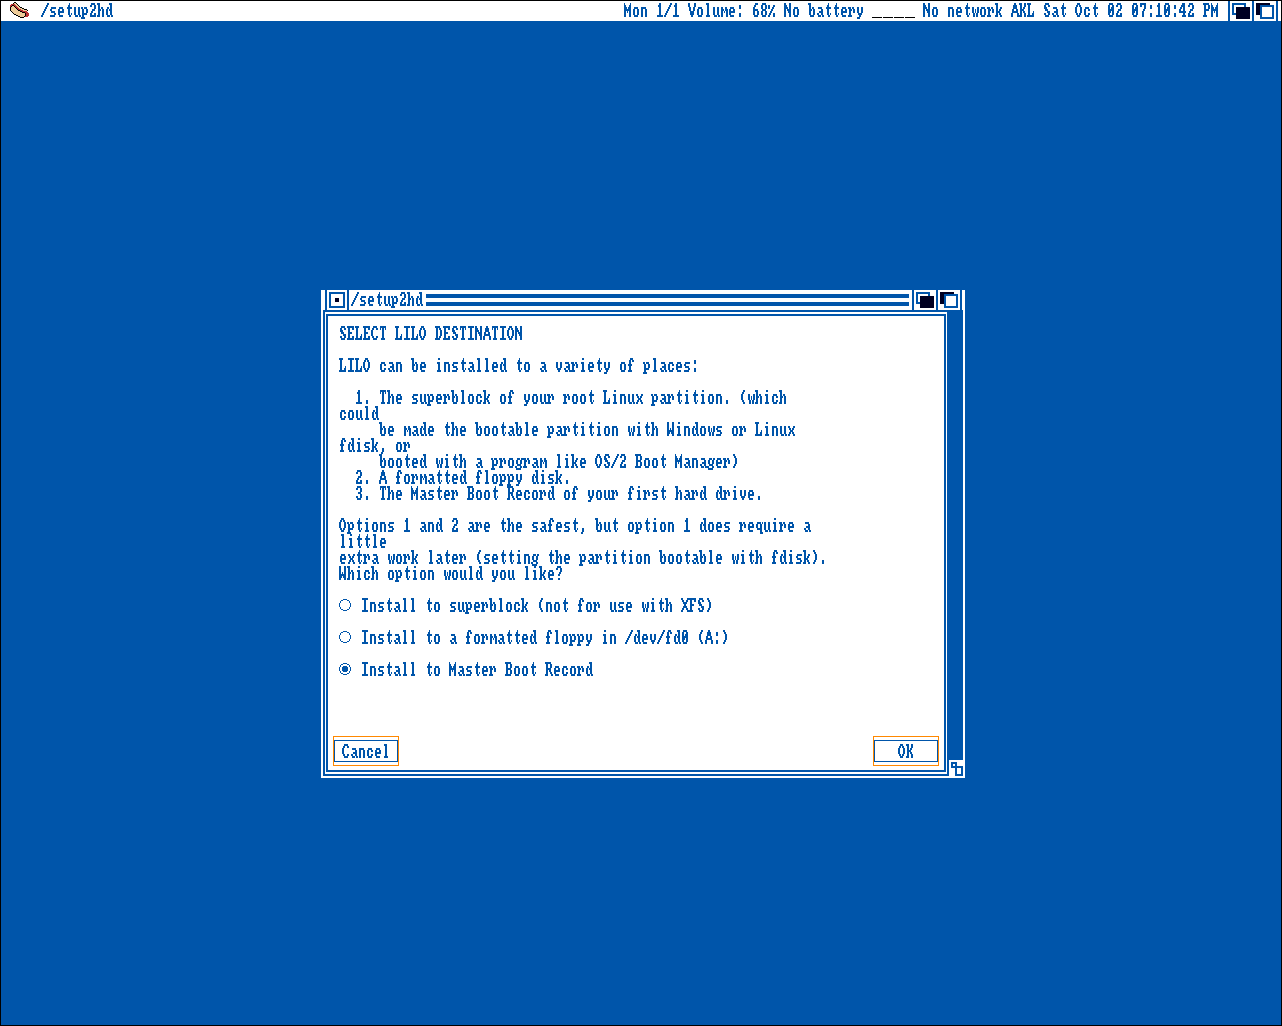 /setup2hd Mon 1/1 Volume: 68% No battery ____ No network AKL Sat Oct 02 07:10:42 PM
/setup2hd
SELECT LILO DESTINATION
LILO can be installed to a variety of places:
1. The superblock of your root Linux partition. (which
could
be made the bootable partition with Windows or Linux
fdisk, or
booted with a program like OS/2 Boot Manager)
2. A formatted floppy disk.
3. The Master Boot Record of your first hard drive.
Options 1 and 2 are the safest, but option 1 does require a
little
extra work later (setting the partition bootable with fdisk).
Which option would you like?
Install to superblock (not for use with XFS)
Install to a formatted floppy in /dev/fd0 (A:)
Install to Master Boot Record
Cancel OK